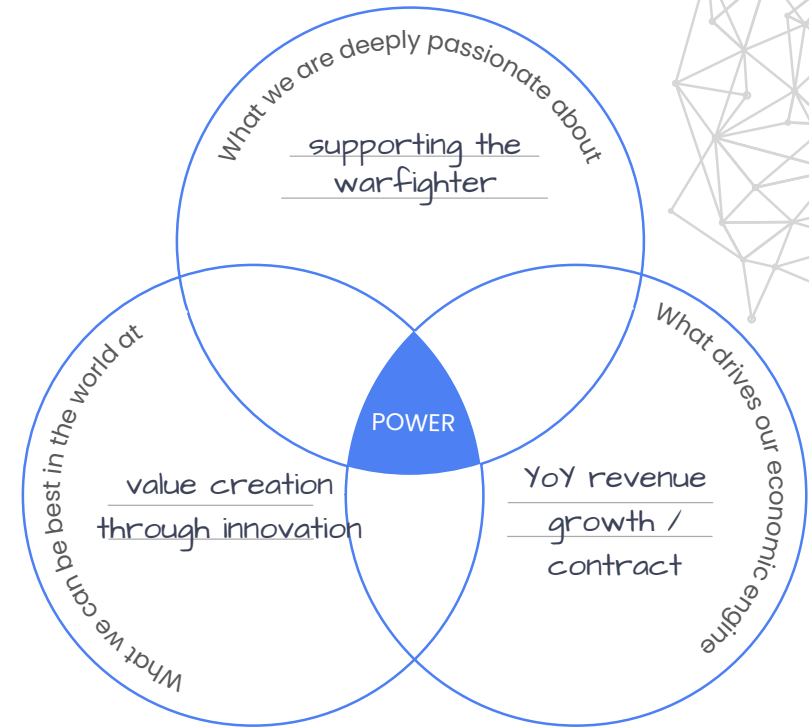 What we are deeply passionate about
supporting the
warfighter
POWER
What we can be best in the world at
value creation
through innovation
What drives our economic engine
YoY revenue
growth /
contract